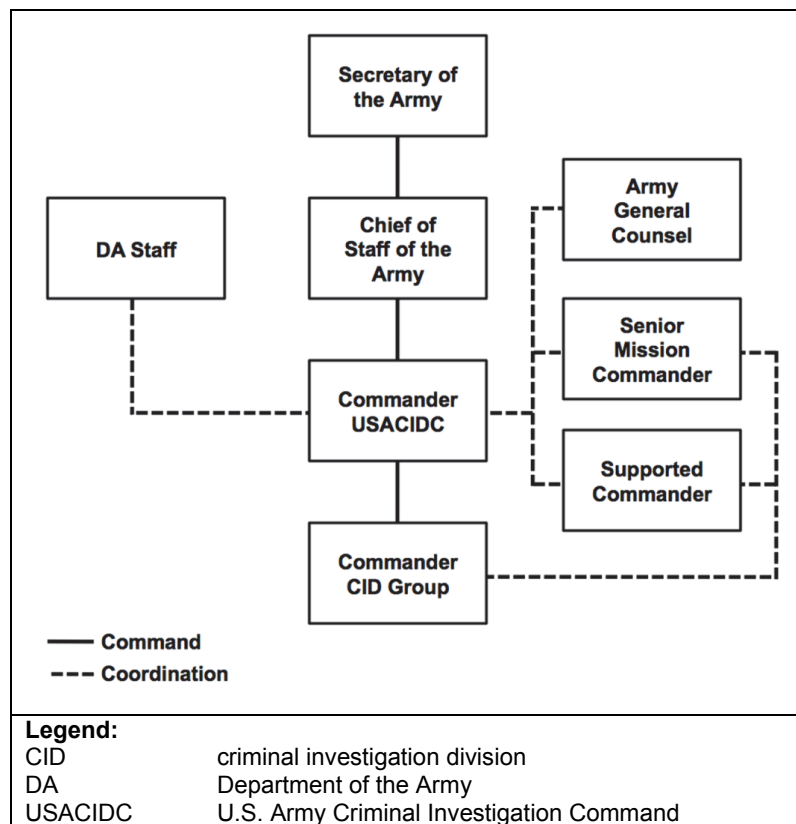 Secretary of
the Army
Army
General
Counsel
DA Staff
Chief of
Staff of the
Army
Senior
Mission
Commander
Commander
USACIDC
Supported
Commander
Commander
CID Group
Command
Coordination
Legend:
CID criminal investigation division
DA Department of the Army
USACIDC U.S. Army Criminal Investigation Command